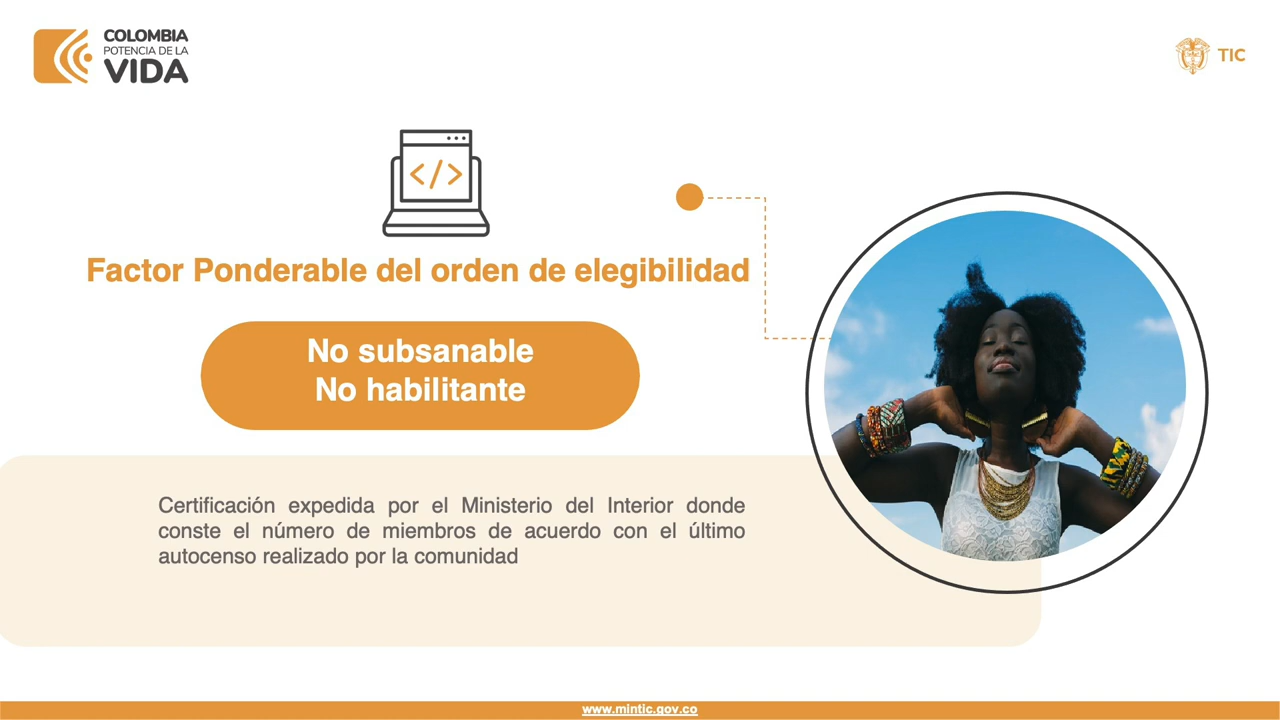 COLOMBIA
POTENCIA DE LA
VIDA
TIC
</>
Factor Ponderable del orden de elegibilidad
No subsanable
No habilitante
Certificación expedida por el Ministerio del Interior donde
conste el número de miembros de acuerdo con el último
autocenso realizado por la comunidad
www.mintic.gov.co